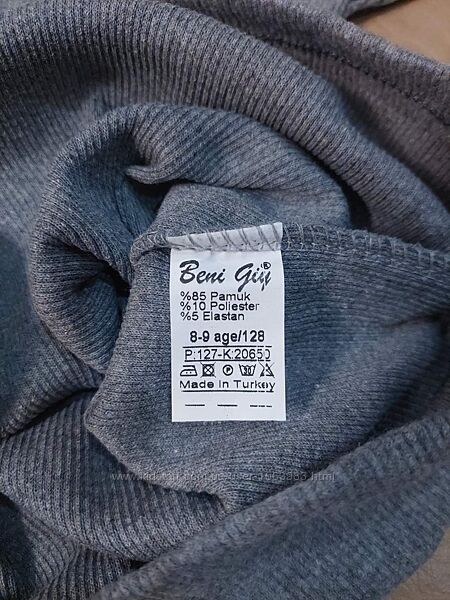 Beni Giy®
%85 Pamuk
%10 Poliester
%5 Elastan
8-9 age/128
P:127-K:20650
Made in Turkey